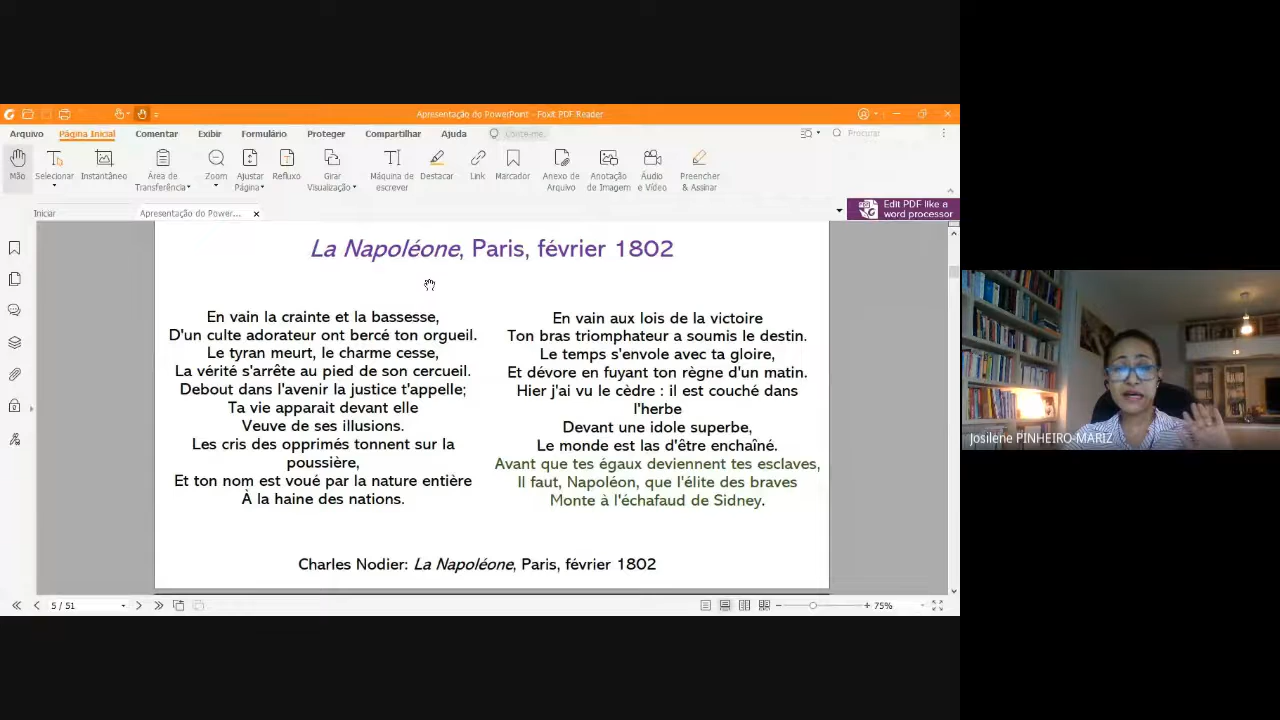 Apresentação do PowerPoint - Foxit PDF Reader
Arquivo Página Inicial Comentar Exibir Formulário Proteger Compartilhar Ajuda Conte-me... Procurar
Mão
Selecionar
Instantâneo
Área de
Transferência
Zoom
Ajustar
Página
Refluxo
Girar
Visualização
Máquina de
escrever
Destacar
Link
Marcador
Anexo de
Arquivo
Anotação
de Imagem
Áudio
e Vídeo
Preencher
& Assinar
Iniciar
Apresentação do Power...
Edit PDF like a
word processor
La Napoléone, Paris, février 1802
En vain la crainte et la bassesse,
D'un culte adorateur ont bercé ton orgueil.
Le tyran meurt, le charme cesse,
La vérité s'arrête au pied de son cercueil.
Debout dans l'avenir la justice t'appelle;
Ta vie apparait devant elle
Veuve de ses illusions.
Les cris des opprimés tonnent sur la
poussière,
Et ton nom est voué par la nature entière
À la haine des nations.
En vain aux lois de la victoire
Ton bras triomphateur a soumis le destin.
Le temps s'envole avec ta gloire,
Et dévore en fuyant ton règne d'un matin.
Hier j'ai vu le cèdre : il est couché dans
l'herbe
Devant une idole superbe,
Le monde est las d'être enchaîné.
Avant que tes égaux deviennent tes esclaves,
Il faut, Napoléon, que l'élite des braves
Monte à l'échafaud de Sidney.
Charles Nodier: La Napoléone, Paris, février 1802
5 / 51
75%
Josilene PINHEIRO-MARIZ